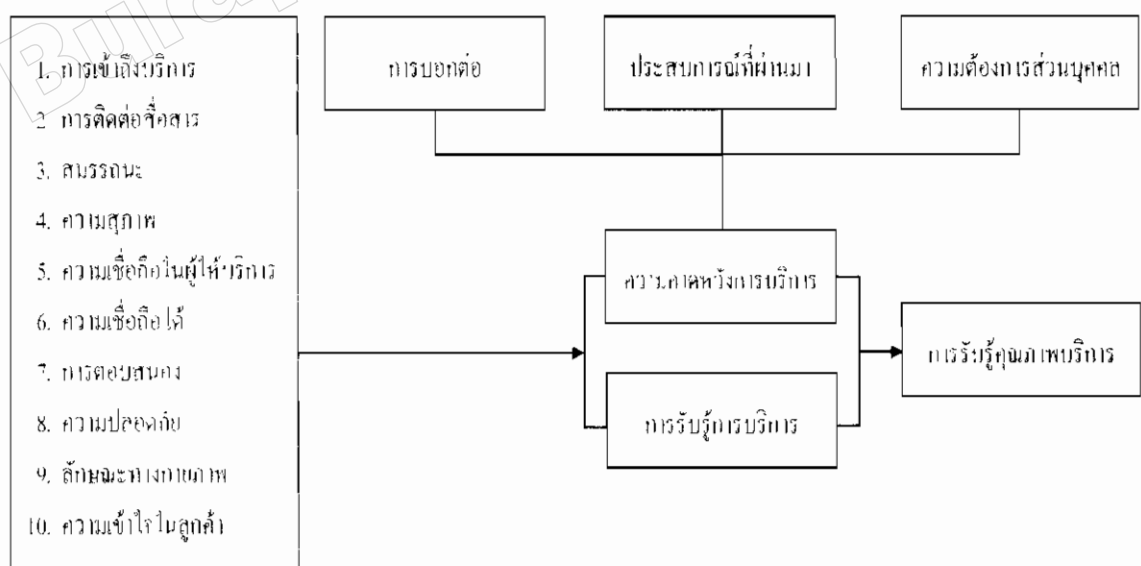 Bura
1. การเข้าถึงบริการ
2 การติดต่อสื่อสาร
3. สมรรถนะ
4. ความสุภาพ
5. ความเชื่อถือในผู้ให้บริการ
6. ความเชื่อถือได้
7. การตอบสนอง
8. ความปลอดภัย
9. ลักษณะทางกายภาพ
10. ความเข้าใจในลูกค้า
การบอกต่อ
ประสบการณ์ที่ผ่านมา
ความต้องการส่วนบุคคล
ความคาดหวังการบริการ
การรับรู้การบริการ
การรับรู้คุณภาพบริการ